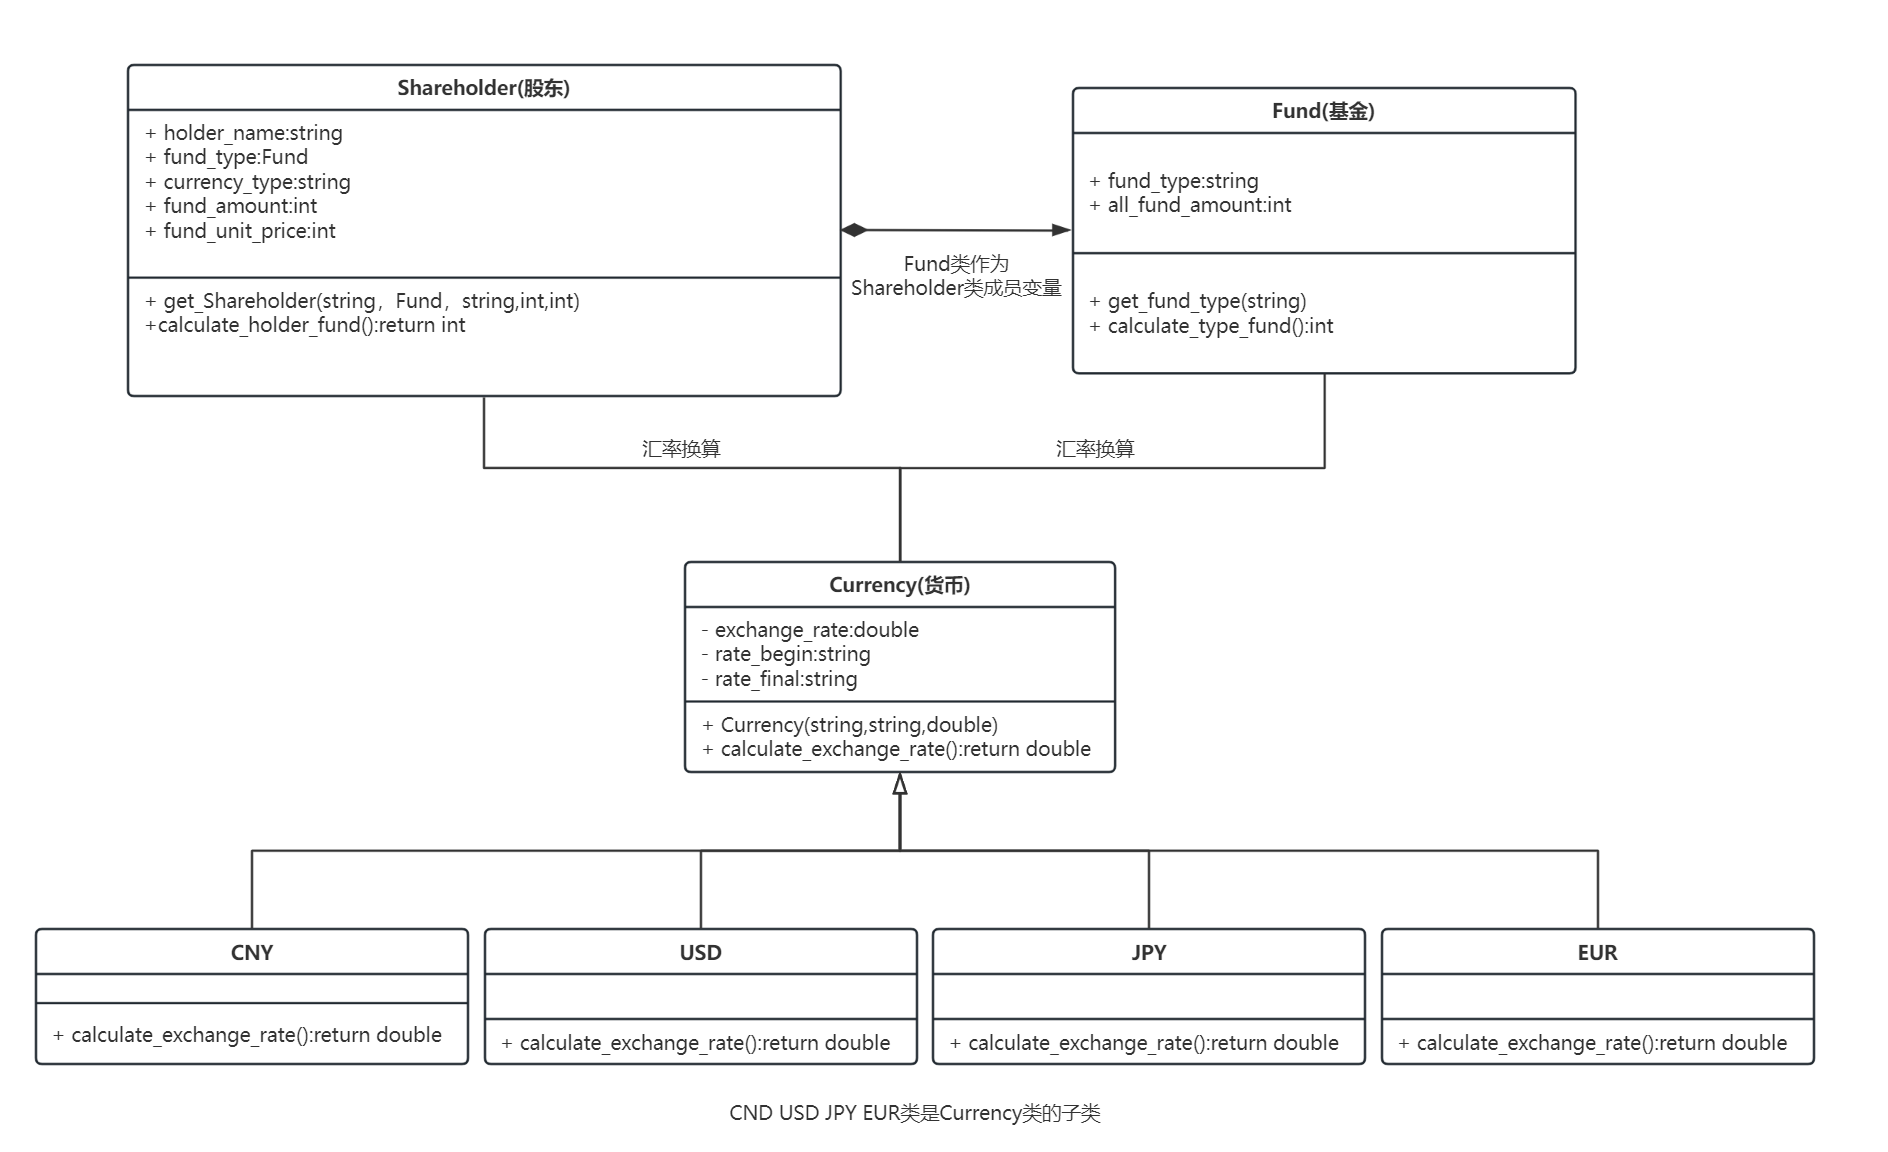 Shareholder(股东)
+ holder_name:string
+ fund_type:Fund
+ currency_type:string
+ fund_amount:int
+ fund_unit_price:int
+ get_Shareholder(string，Fund，string,int,int)
+calculate_holder_fund():return int
Fund(基金)
+ fund_type:string
+ all_fund_amount:int
+ get_fund_type(string)
+ calculate_type_fund():int
Fund类作为
Shareholder类成员变量
汇率换算
汇率换算
Currency(货币)
- exchange_rate:double
- rate_begin:string
- rate_final:string
+ Currency(string,string,double)
+ calculate_exchange_rate():return double
CNY
+ calculate_exchange_rate():return double
USD
+ calculate_exchange_rate():return double
JPY
+ calculate_exchange_rate():return double
EUR
+ calculate_exchange_rate():return double
CND USD JPY EUR类是Currency类的子类